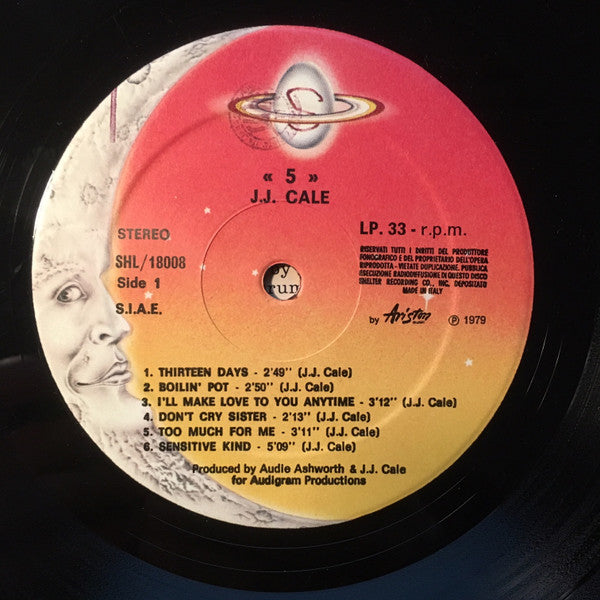 S
« 5 »
J.J. CALE
STEREO
SHL/18008
Side 1
S.I.A.E.
LP. 33 - r.p.m.
RISERVATI TUTTI I DIRITTI DEL PRODUTTORE
FONOGRAFICO E DEL PROPRIETARIO DELL'OPERA
RIPRODOTTA - VIETATE DUPLICAZIONE, PUBBLICA
ESECUZIONE RADIODIFFUSIONE DI QUESTO DISCO
SHELTER RECORDING CO., INC. DEPOSITATO
MADE IN ITALY
by Ariston ℗ 1979
by
run
1. THIRTEEN DAYS - 2'49" (J.J. Cale)
2. BOILIN' POT - 2'50" (J.J. Cale)
3. I'LL MAKE LOVE TO YOU ANYTIME - 3'12" (J.J. Cale)
4. DON'T CRY SISTER - 2'13" (J.J. Cale)
5. TOO MUCH FOR ME - 3'11" (J.J. Cale)
6. SENSITIVE KIND - 5'09" (J.J. Cale)
Produced by Audie Ashworth & J.J. Cale
for Audigram Productions